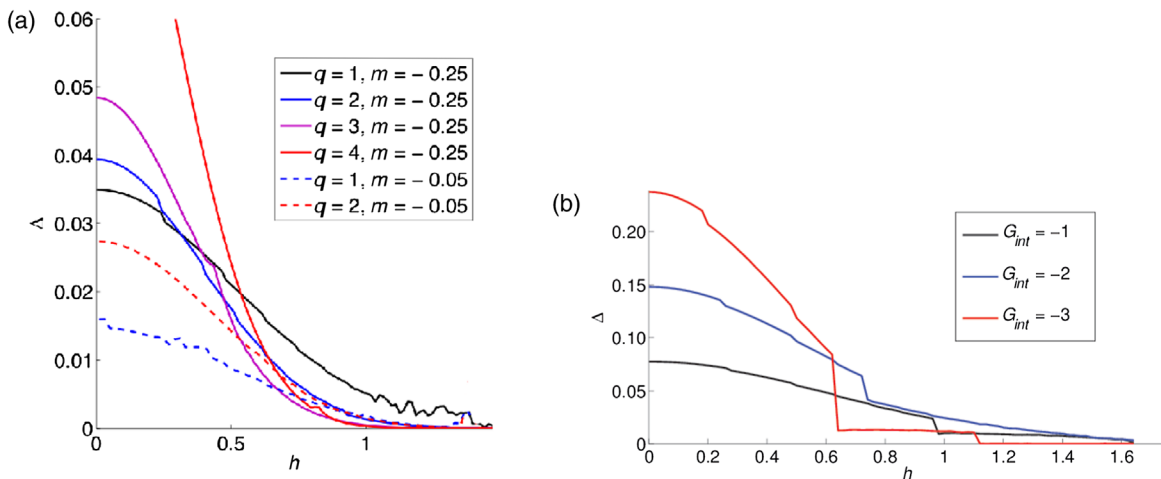 (a)
0.06
0.05
0.04
0.03
0.02
0.01
0
Λ
0 0.5 1
h
q = 1, m = − 0.25
q = 2, m = − 0.25
q = 3, m = − 0.25
q = 4, m = − 0.25
q = 1, m = − 0.05
q = 2, m = − 0.05
(b)
0.20
0.15
0.10
0.05
0
Δ
0 0.2 0.4 0.6 0.8 1 1.2 1.4 1.6
h
G_int = −1
G_int = −2
G_int = −3